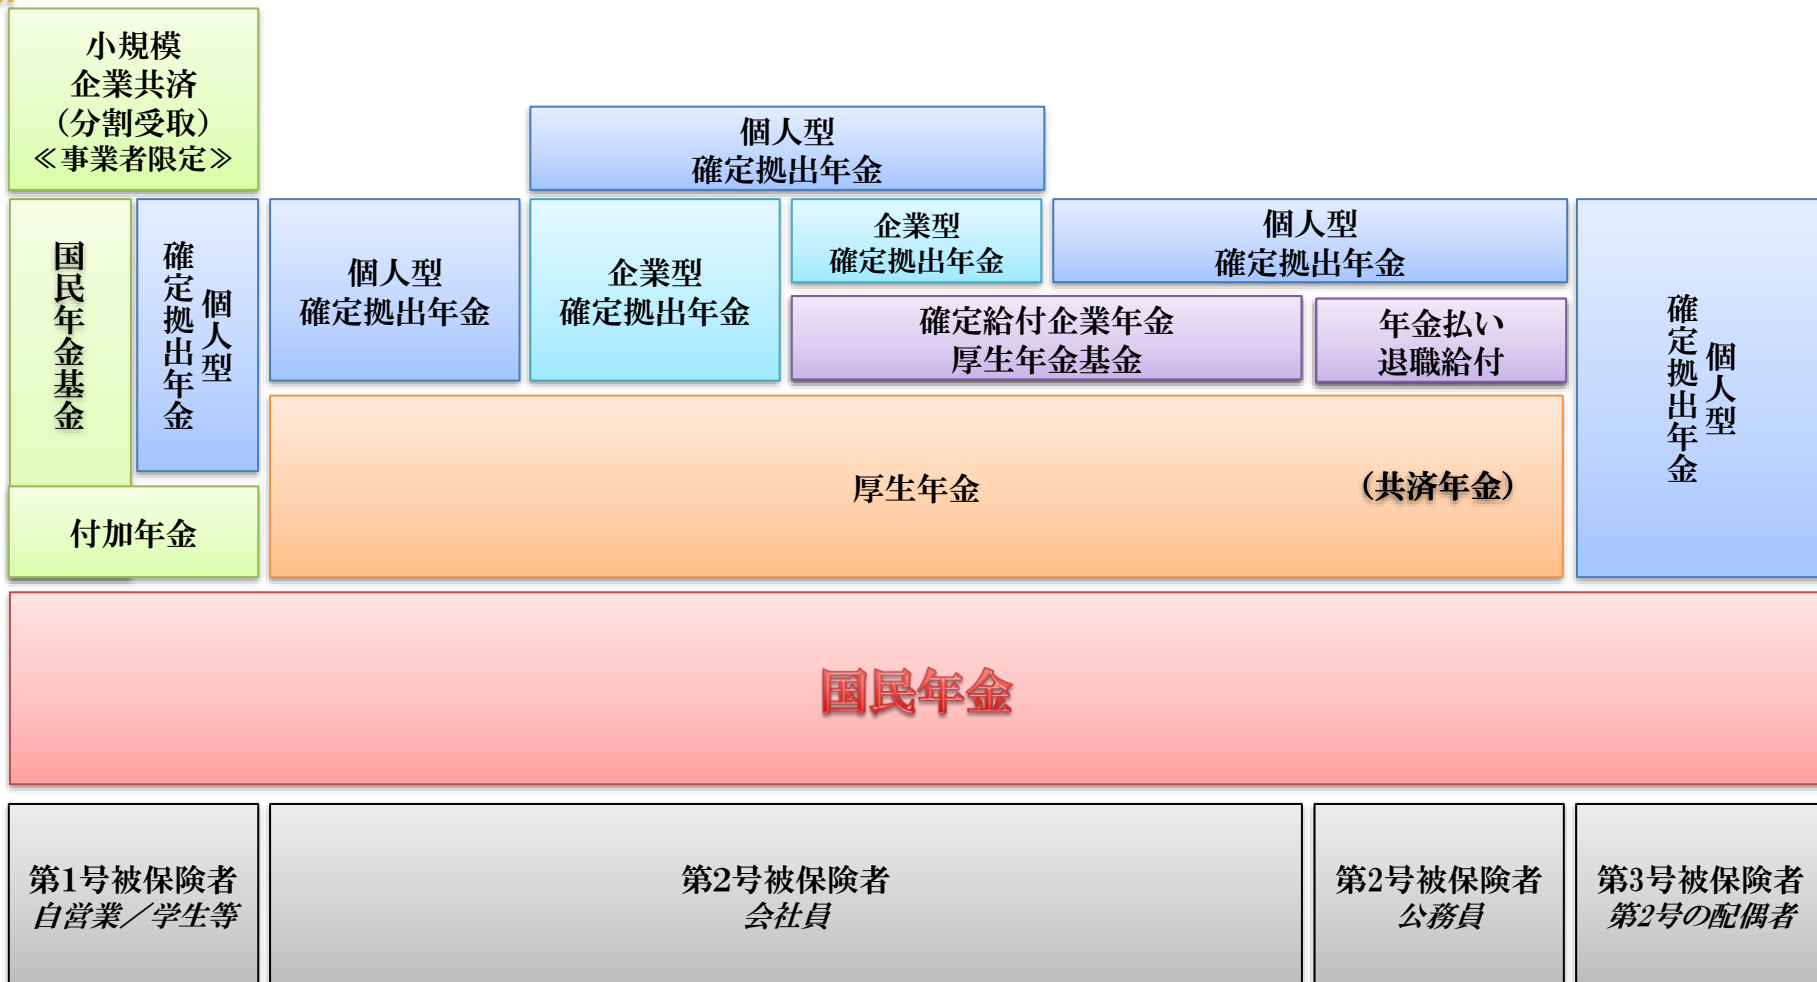 小規模
企業共済
（分割受取）
≪事業者限定≫
個人型
確定拠出年金
国民年金基金
個人型
確定拠出年金
個人型
確定拠出年金
企業型
確定拠出年金
企業型
確定拠出年金
個人型
確定拠出年金
確定給付企業年金
厚生年金基金
年金払い
退職給付
個人型
確定拠出年金
付加年金
厚生年金
（共済年金）
国民年金
第1号被保険者
自営業／学生等
第2号被保険者
会社員
第2号被保険者
公務員
第3号被保険者
第2号の配偶者